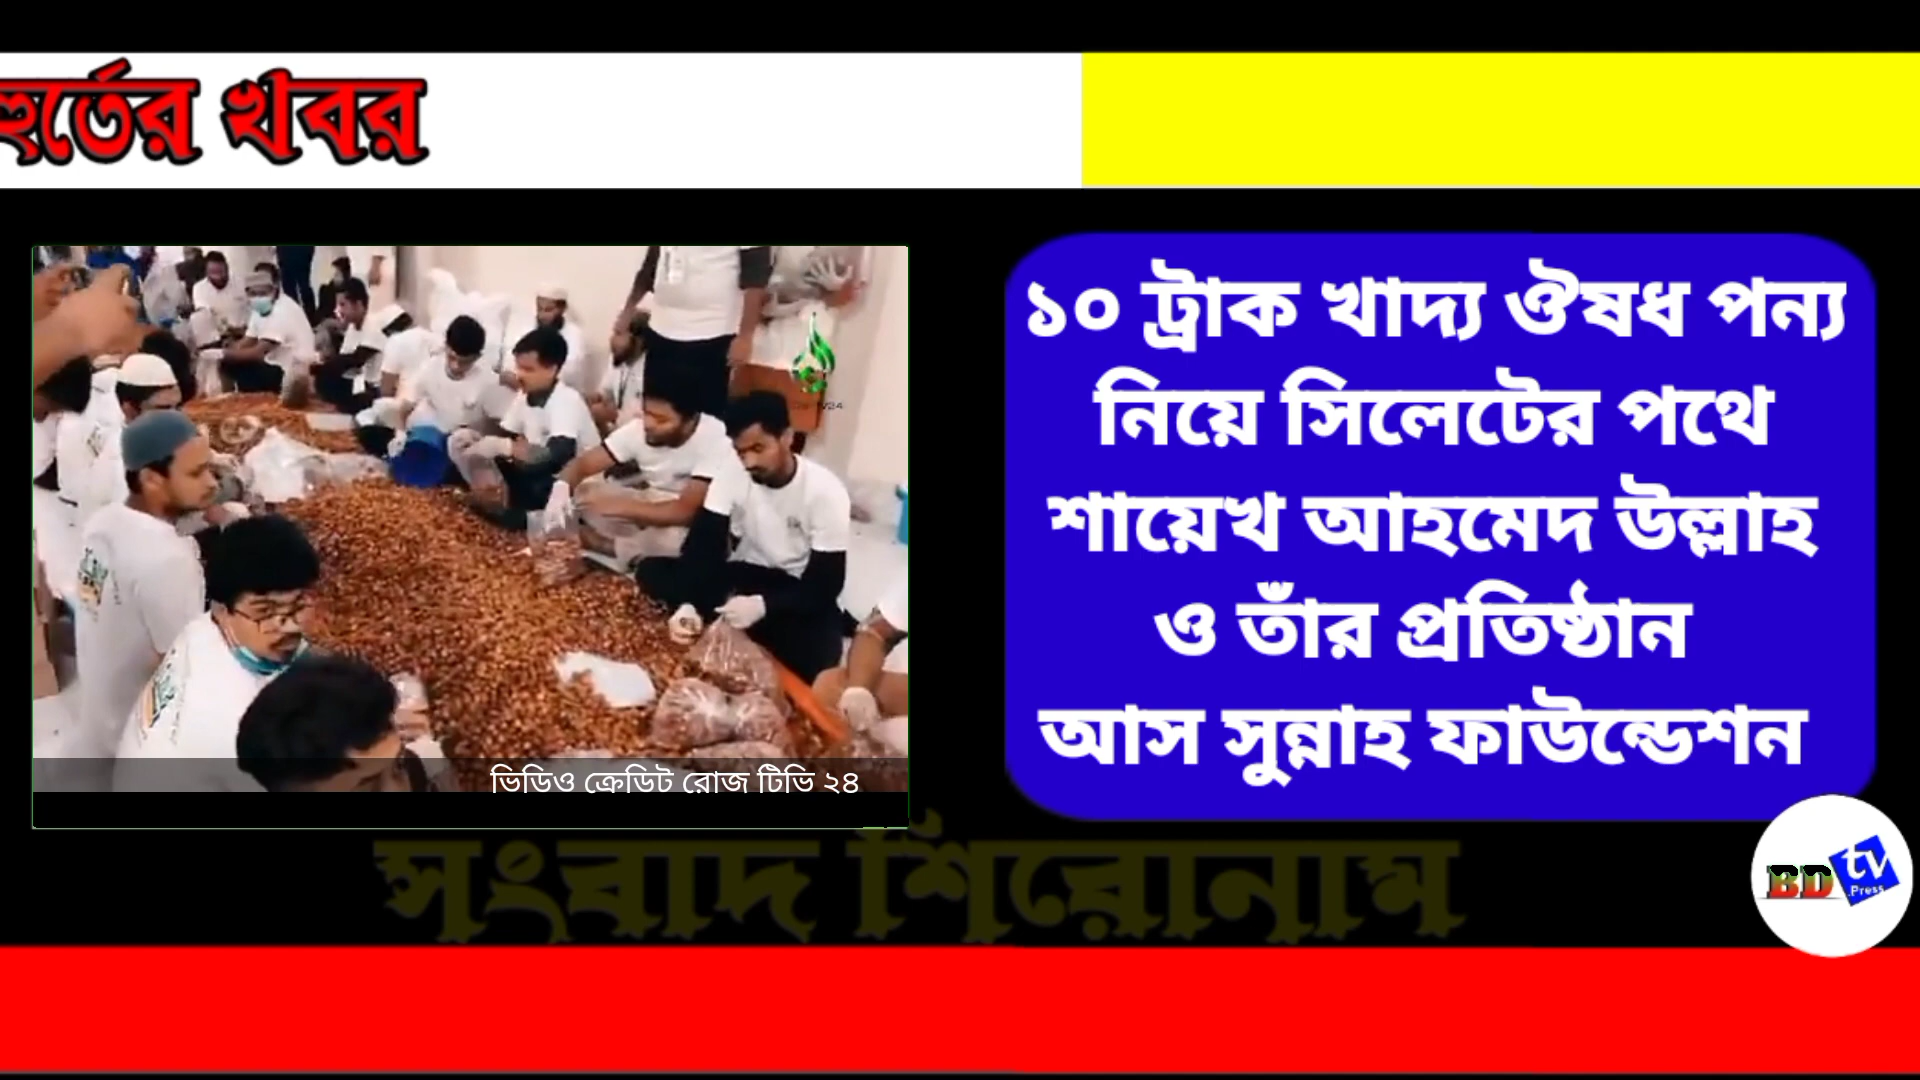 হুর্তের খবর
১০ ট্রাক খাদ্য ঔষধ পন্য
নিয়ে সিলেটের পথে
শায়েখ আহমেদ উল্লাহ
ও তাঁর প্রতিষ্ঠান
আস সুন্নাহ ফাউন্ডেশন
ভিডিও ক্রেডিট রোজ টিভি ২৪
সংবাদ শিরোনাম
BD tv
.Press